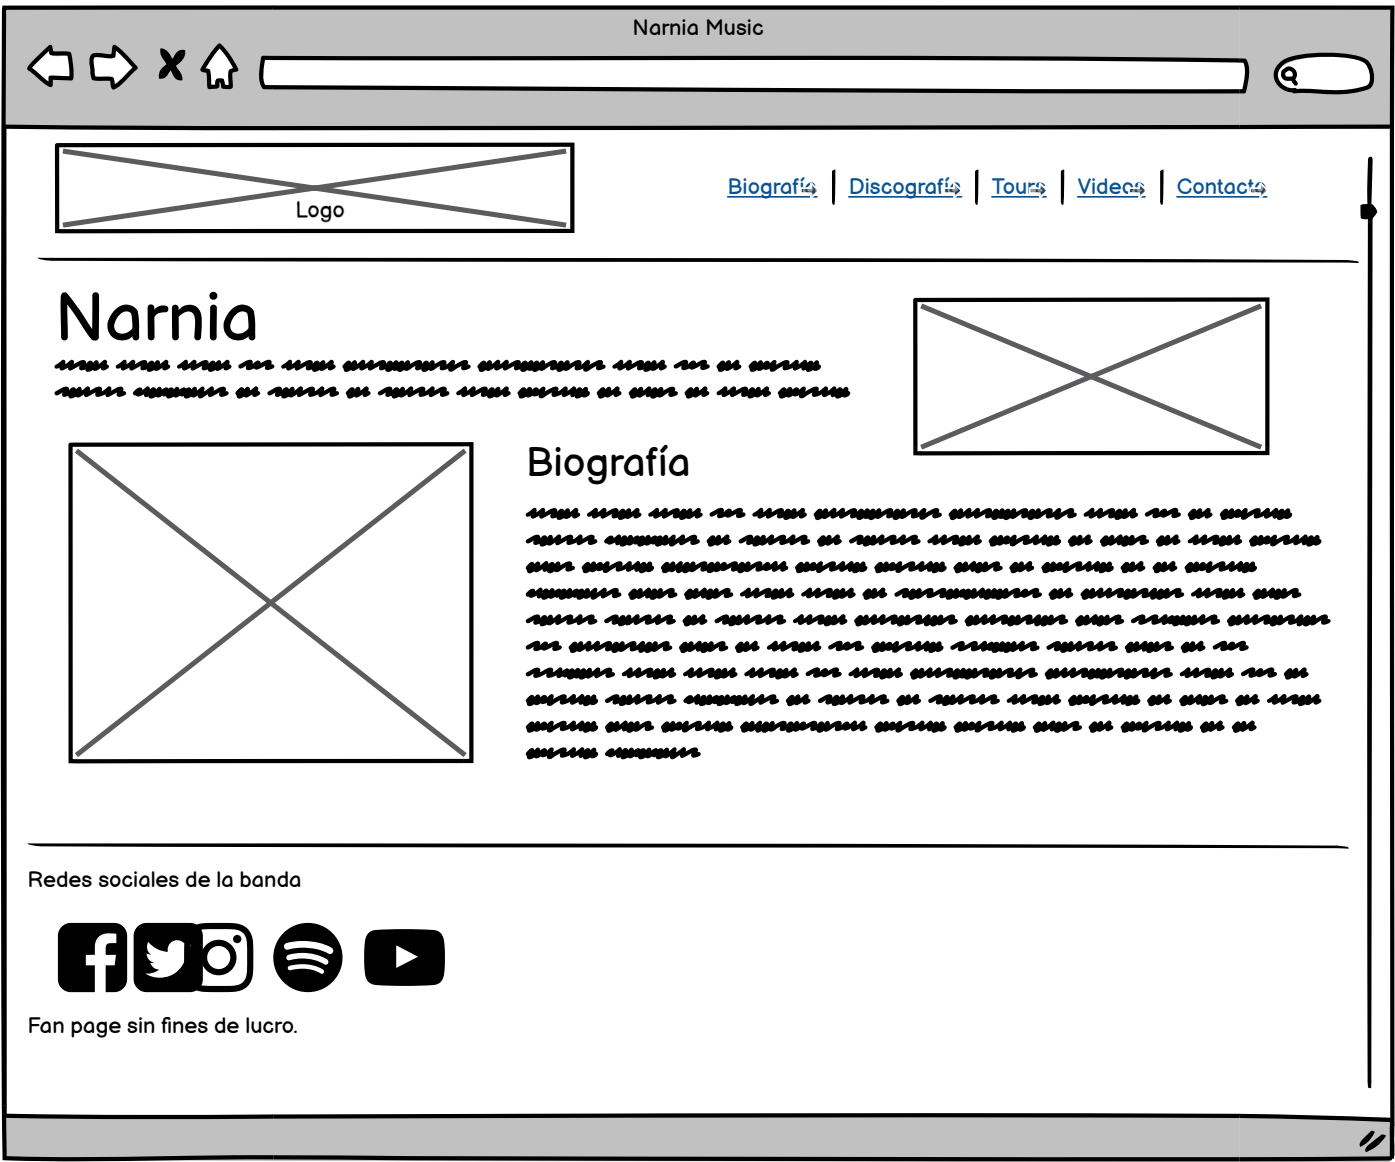 Narnia Music
Logo
Biografía Discografía Tours Videos Contacto
Narnia
Biografía
Redes sociales de la banda
Fan page sin fines de lucro.